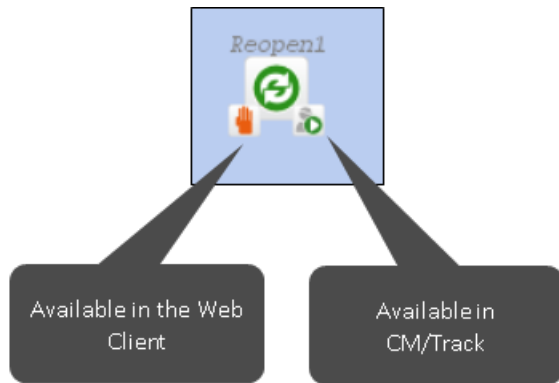 Reopen1
Available in the Web
Client
Available in
CM/Track